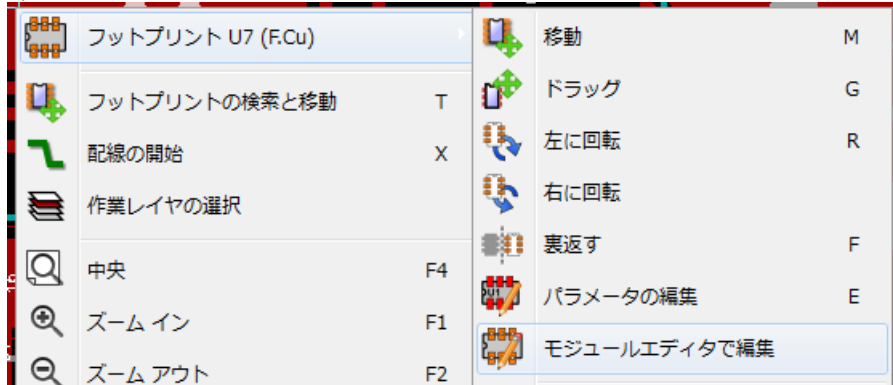 フットプリント U7 (F.Cu)
フットプリントの検索と移動 T
配線の開始 X
作業レイヤの選択
中央 F4
ズーム イン F1
ズーム アウト F2
移動 M
ドラッグ G
左に回転 R
右に回転
裏返す F
パラメータの編集 E
モジュールエディタで編集